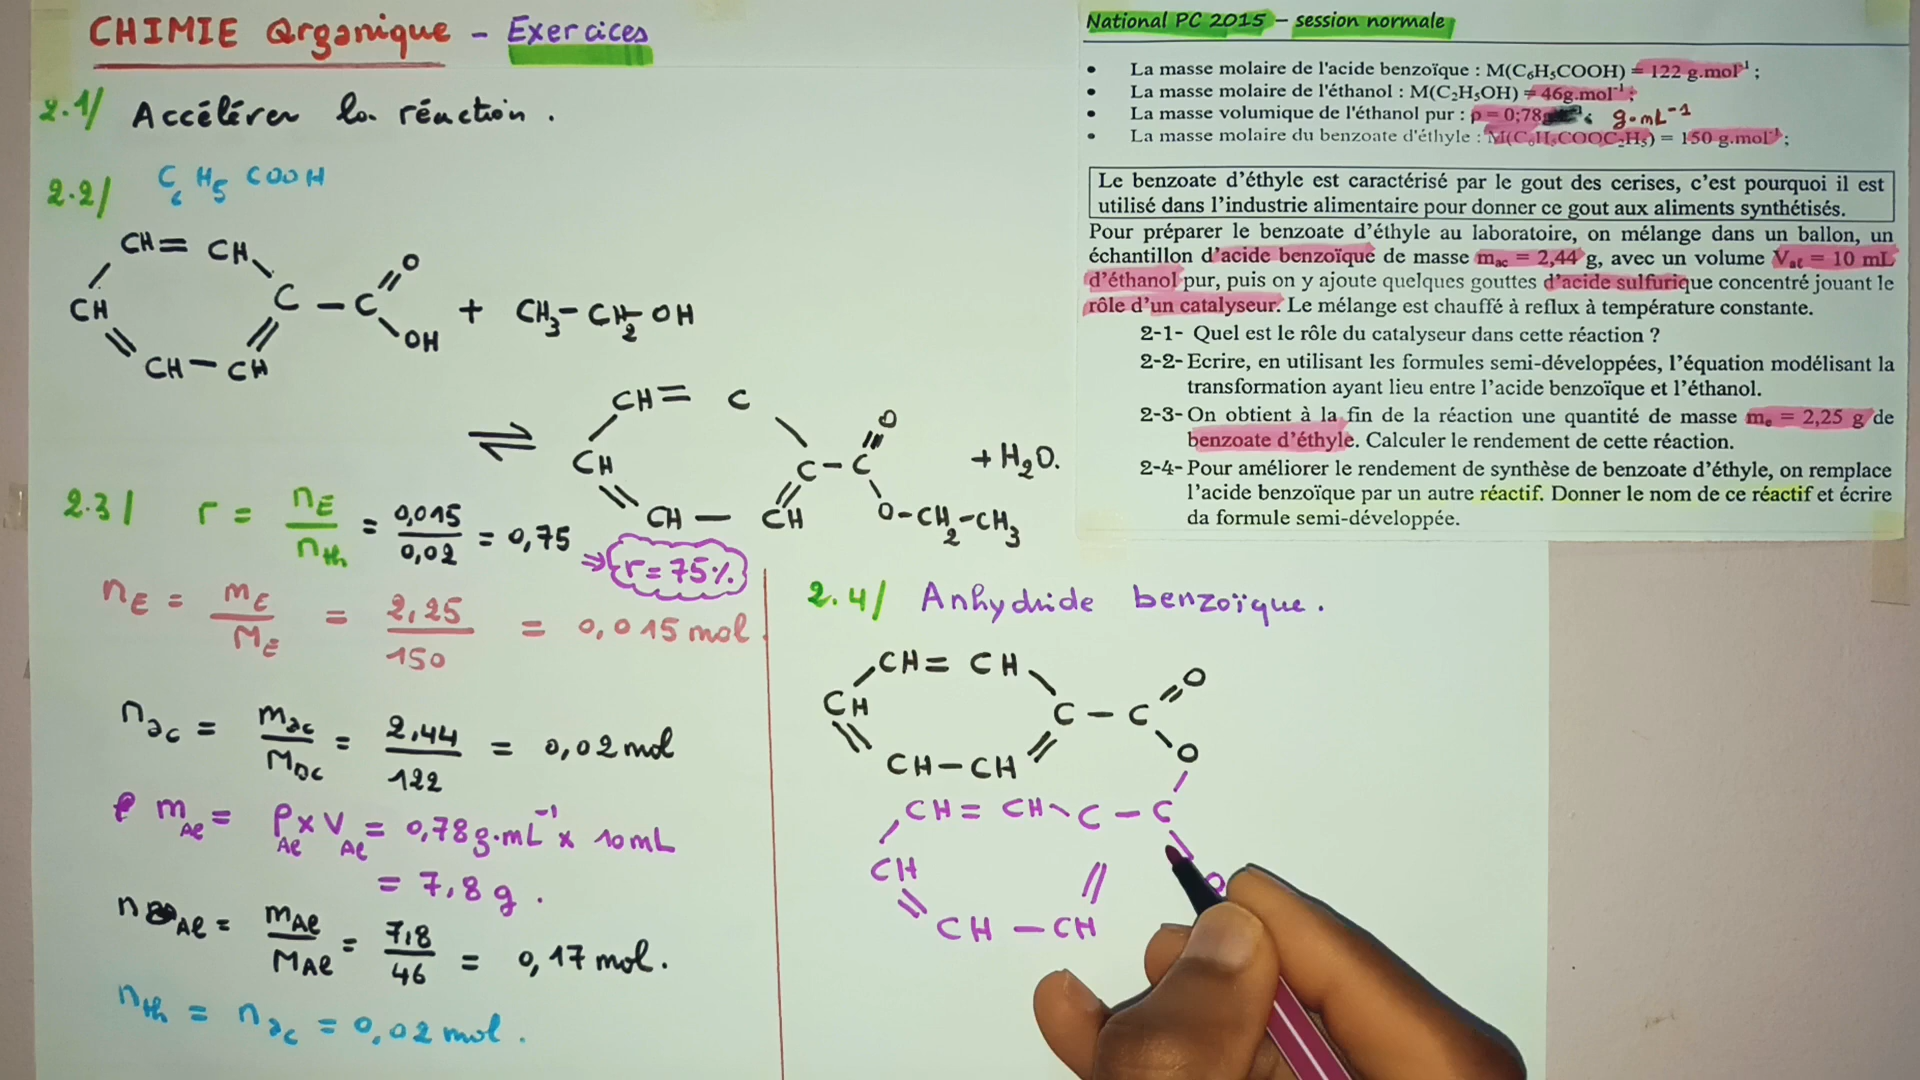 CHIMIE Organique - Exercices
2.1/ Accélérer la réaction.
2.2/ C6H5COOH
CH = CH
CH C - C O
OH
CH - CH
+ CH3 - CH2 - OH
⇌
CH = C
CH C - C O
CH - CH O-CH2-CH3
+ H2O.
2.3/ r = nE / nth = 0,015 / 0,02 = 0,75
⇒ r = 75%
nE = mE / ME = 2,25 / 150 = 0,015 mol
nac = mac / Mac = 2,44 / 122 = 0,02 mol
mAl = ρAl x VAl = 0,78 g.mL-1 x 10 mL
= 7,8 g.
nAl = mAl / MAl = 7,8 / 46 = 0,17 mol.
nth = nac = 0,02 mol.
2.4/ Anhydride benzoïque.
CH = CH
CH C - C O
CH - CH O
CH = CH C - C
CH O
CH - CH
National PC 2015 – session normale
• La masse molaire de l'acide benzoïque : M(C6H5COOH) = 122 g.mol-1 ;
• La masse molaire de l'éthanol : M(C2H5OH) = 46g.mol-1 ;
• La masse volumique de l'éthanol pur : ρ = 0;78g g.mL-1
• La masse molaire du benzoate d'éthyle : M(C6H5COOC2H5) = 150 g.mol-1 ;
Le benzoate d'éthyle est caractérisé par le gout des cerises, c'est pourquoi il est
utilisé dans l'industrie alimentaire pour donner ce gout aux aliments synthétisés.
Pour préparer le benzoate d'éthyle au laboratoire, on mélange dans un ballon, un
échantillon d'acide benzoïque de masse mac = 2,44 g, avec un volume Val = 10 mL
d'éthanol pur, puis on y ajoute quelques gouttes d'acide sulfurique concentré jouant le
rôle d'un catalyseur. Le mélange est chauffé à reflux à température constante.
2-1- Quel est le rôle du catalyseur dans cette réaction ?
2-2- Ecrire, en utilisant les formules semi-développées, l'équation modélisant la
transformation ayant lieu entre l'acide benzoïque et l'éthanol.
2-3- On obtient à la fin de la réaction une quantité de masse me = 2,25 g de
benzoate d'éthyle. Calculer le rendement de cette réaction.
2-4- Pour améliorer le rendement de synthèse de benzoate d'éthyle, on remplace
l'acide benzoïque par un autre réactif. Donner le nom de ce réactif et écrire
da formule semi-développée.